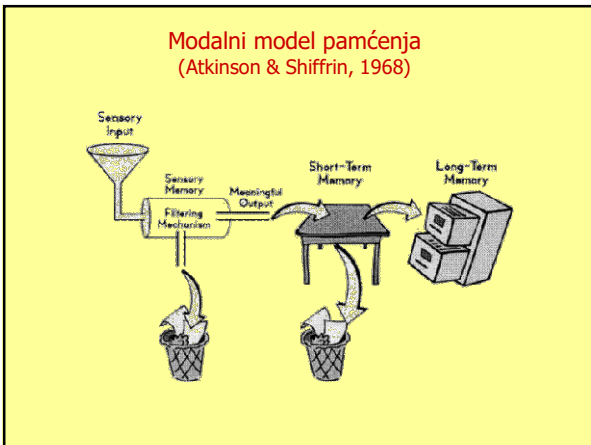 Modalni model pamćenja
(Atkinson & Shiffrin, 1968)
Sensory
Input
Sensory
Memory
Filtering
Mechanism
Meaningful
Output
Short-Term
Memory
Long-Term
Memory